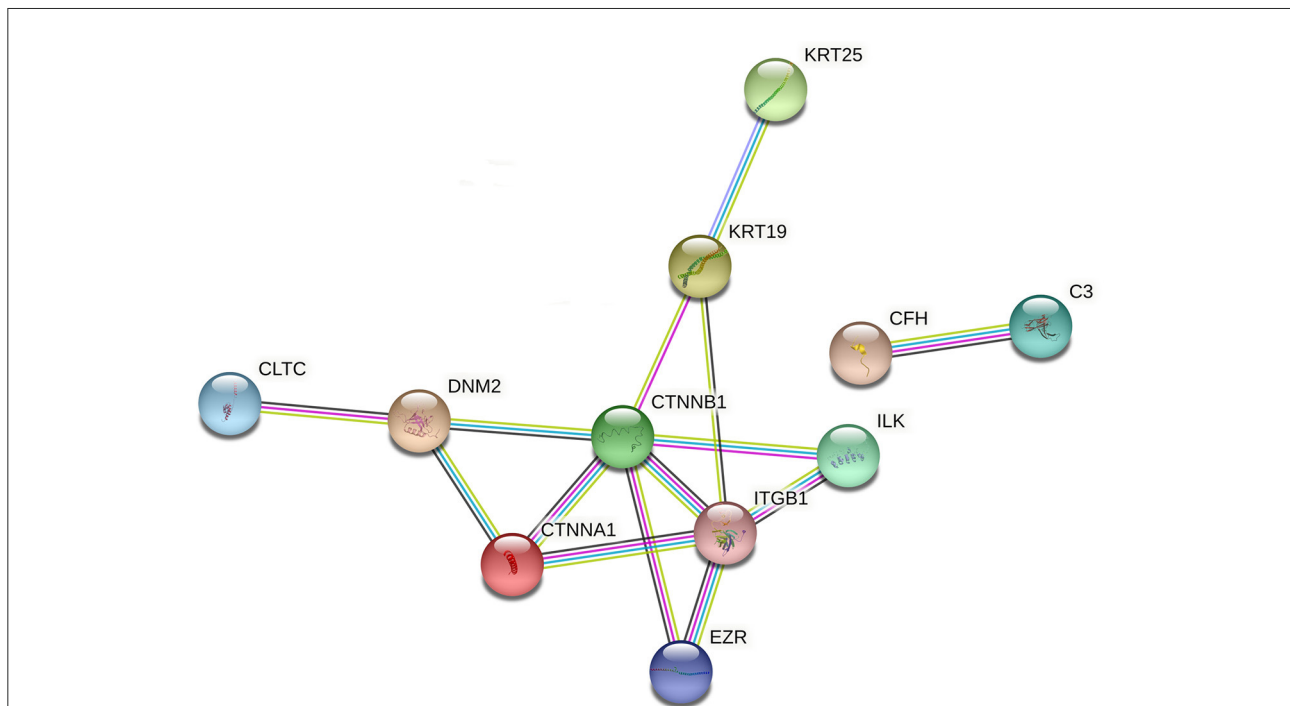 KRT25
KRT19
C3
CFH
CLTC
DNM2
CTNNB1
ILK
ITGB1
CTNNA1
EZR